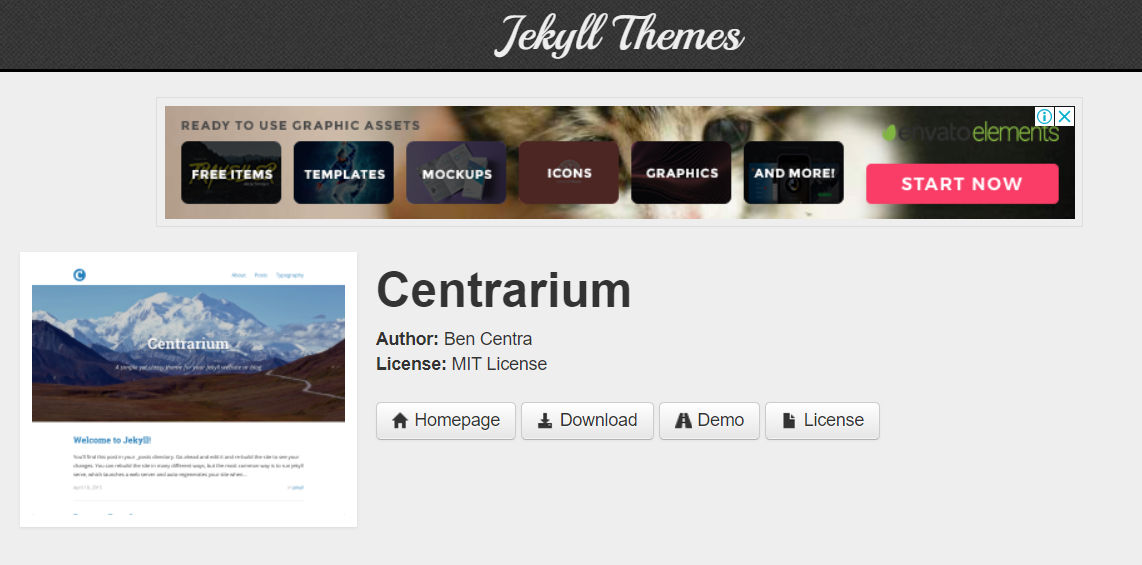 Jekyll Themes
READY TO USE GRAPHIC ASSETS
envato elements
FREE ITEMS
TEMPLATES
MOCKUPS
ICONS
GRAPHICS
AND MORE!
START NOW
C
About Posts Typography
Centrarium
A simple yet classy theme for your Jekyll website or blog.
Welcome to Jekyll!
You'll find this post in your _posts directory. Go ahead and edit it and re-build the site to see your
changes. You can rebuild the site in many different ways, but the most common way is to run jekyll
serve, which launches a web server and auto-regenerates your site when...
April 18, 2015
Centrarium
Author: Ben Centra
License: MIT License
Homepage
Download
Demo
License